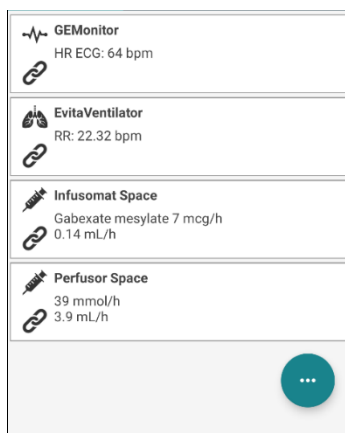 GEMonitor
HR ECG: 64 bpm
EvitaVentilator
RR: 22.32 bpm
Infusomat Space
Gabexate mesylate 7 mcg/h
0.14 mL/h
Perfusor Space
39 mmol/h
3.9 mL/h